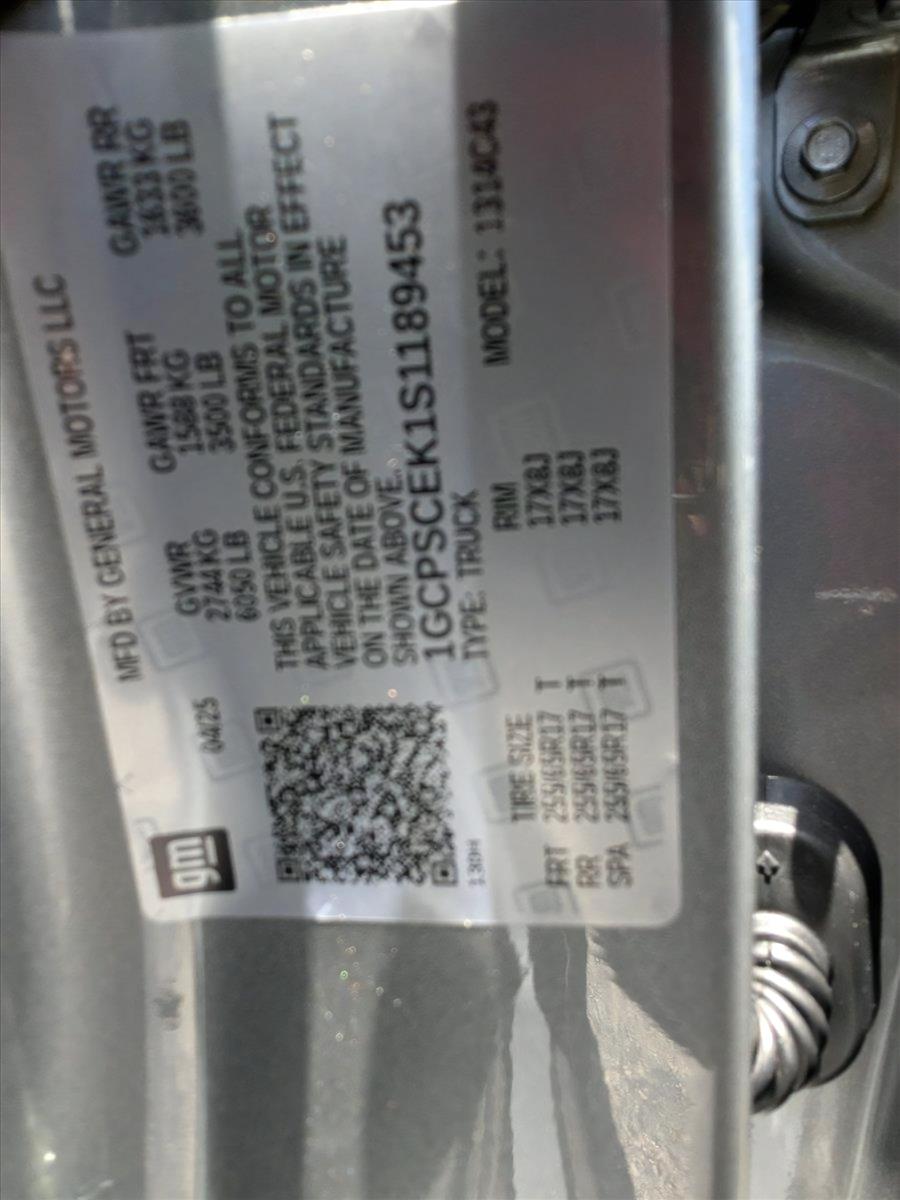 gm
MFD BY GENERAL MOTORS LLC
04/25
GVWR GAWR FRT GAWR RR
2744 KG 1588 KG 1633 KG
6050 LB 3500 LB 3600 LB
THIS VEHICLE CONFORMS TO ALL
APPLICABLE U.S. FEDERAL MOTOR
VEHICLE SAFETY STANDARDS IN EFFECT
ON THE DATE OF MANUFACTURE
SHOWN ABOVE.
1GCPSCEK1S1189453
TYPE: TRUCK MODEL: 1314C43
130H
TIRE SIZE RIM
FRT 255/65R17 T 17X8J
RR 255/65R17 T 17X8J
SPA 255/65R17 T 17X8J